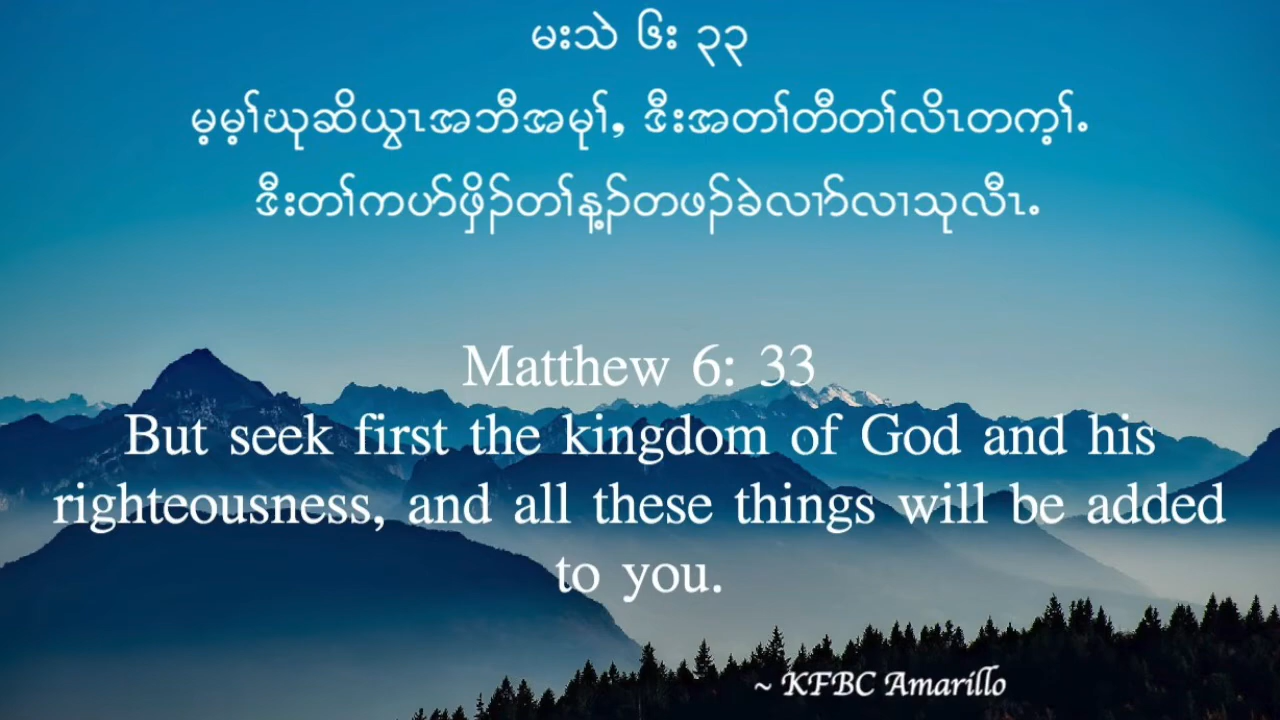 မးသဲ ၆း ၃၃
မ့မ့ၢ်ဃုဆိယွၤအဘီအမုၢ်, ဒီးအတၢ်တီတၢ်လိၤတက့ၢ်.
ဒီးတၢ်ကဟ်ဖှိၣ်တၢ်န့ၣ်တဖၣ်ခဲလၢာ်လၢသုလီၤ.
Matthew 6: 33
But seek first the kingdom of God and his
righteousness, and all these things will be added
to you.
~ KFBC Amarillo